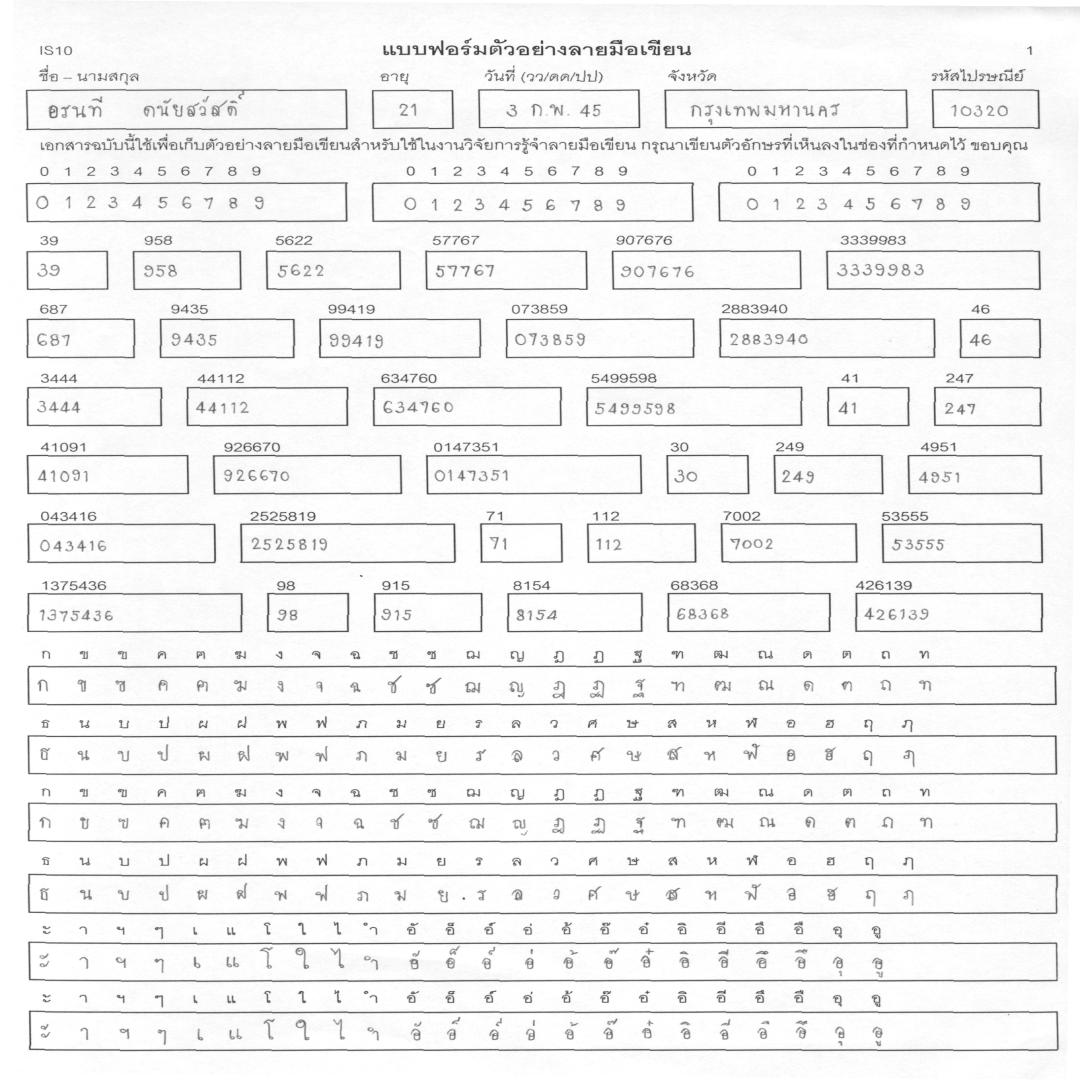 IS10 แบบฟอร์มตัวอย่างลายมือเขียน 1
ชื่อ – นามสกุล อายุ วันที่ (วว/ดด/ปป) จังหวัด รหัสไปรษณีย์
อรนที ดนัยสวัสดิ์ 21 3 ก.พ. 45 กรุงเทพมหานคร 10320
เอกสารฉบับนี้ใช้เพื่อเก็บตัวอย่างลายมือเขียนสำหรับใช้ในงานวิจัยการรู้จำลายมือเขียน กรุณาเขียนตัวอักษรที่เห็นลงในช่องที่กำหนดไว้ ขอบคุณ
0 1 2 3 4 5 6 7 8 9 0 1 2 3 4 5 6 7 8 9 0 1 2 3 4 5 6 7 8 9
0 1 2 3 4 5 6 7 8 9 0 1 2 3 4 5 6 7 8 9 0 1 2 3 4 5 6 7 8 9
39 958 5622 57767 907676 3339983
39 958 5622 57767 907676 3339983
687 9435 99419 073859 2883940 46
687 9435 99419 073859 2883940 46
3444 44112 634760 5499598 41 247
3444 44112 634760 5499598 41 247
41091 926670 0147351 30 249 4951
41091 926670 0147351 30 249 4951
043416 2525819 71 112 7002 53555
043416 2525819 71 112 7002 53555
1375436 98 915 8154 68368 426139
1375436 98 915 8154 68368 426139
ก ข ฃ ค ฅ ฆ ง จ ฉ ช ซ ฌ ญ ฎ ฏ ฐ ฑ ฒ ณ ด ต ถ ท
ก ข ฃ ค ฅ ฆ ง จ ฉ ช ซ ฌ ญ ฎ ฏ ฐ ฑ ฒ ณ ด ต ถ ท
ธ น บ ป ผ ฝ พ ฟ ภ ม ย ร ล ว ศ ษ ส ห ฬ อ ฮ ฤ ฦ
ธ น บ ป ผ ฝ พ ฟ ภ ม ย ร ล ว ศ ษ ส ห ฬ อ ฮ ฤ ฦ
ก ข ฃ ค ฅ ฆ ง จ ฉ ช ซ ฌ ญ ฎ ฏ ฐ ฑ ฒ ณ ด ต ถ ท
ก ข ฃ ค ฅ ฆ ง จ ฉ ช ซ ฌ ญ ฎ ฏ ฐ ฑ ฒ ณ ด ต ถ ท
ธ น บ ป ผ ฝ พ ฟ ภ ม ย ร ล ว ศ ษ ส ห ฬ อ ฮ ฤ ฦ
ธ น บ ป ผ ฝ พ ฟ ภ ม ย . ร ล ว ศ ษ ส ห ฬ อ ฮ ฤ ฦ
ะ า ฯ ๆ เ แ โ ใ ไ ำ อั อ็ อ์ อ่ อ้ อ๊ อ๋ อิ อี อึ อื อุ อู
ะ า ฯ ๆ เ แ โ ใ ไ ำ อั อ็ อ์ อ่ อ้ อ๊ อ๋ อิ อี อึ อื อุ อู
ะ า ฯ ๆ เ แ โ ใ ไ ำ อั อ็ อ์ อ่ อ้ อ๊ อ๋ อิ อี อึ อื อุ อู
ะ า ฯ ๆ เ แ โ ใ ไ ำ อั อ็ อ์ อ่ อ้ อ๊ อ๋ อิ อี อึ อื อุ อู